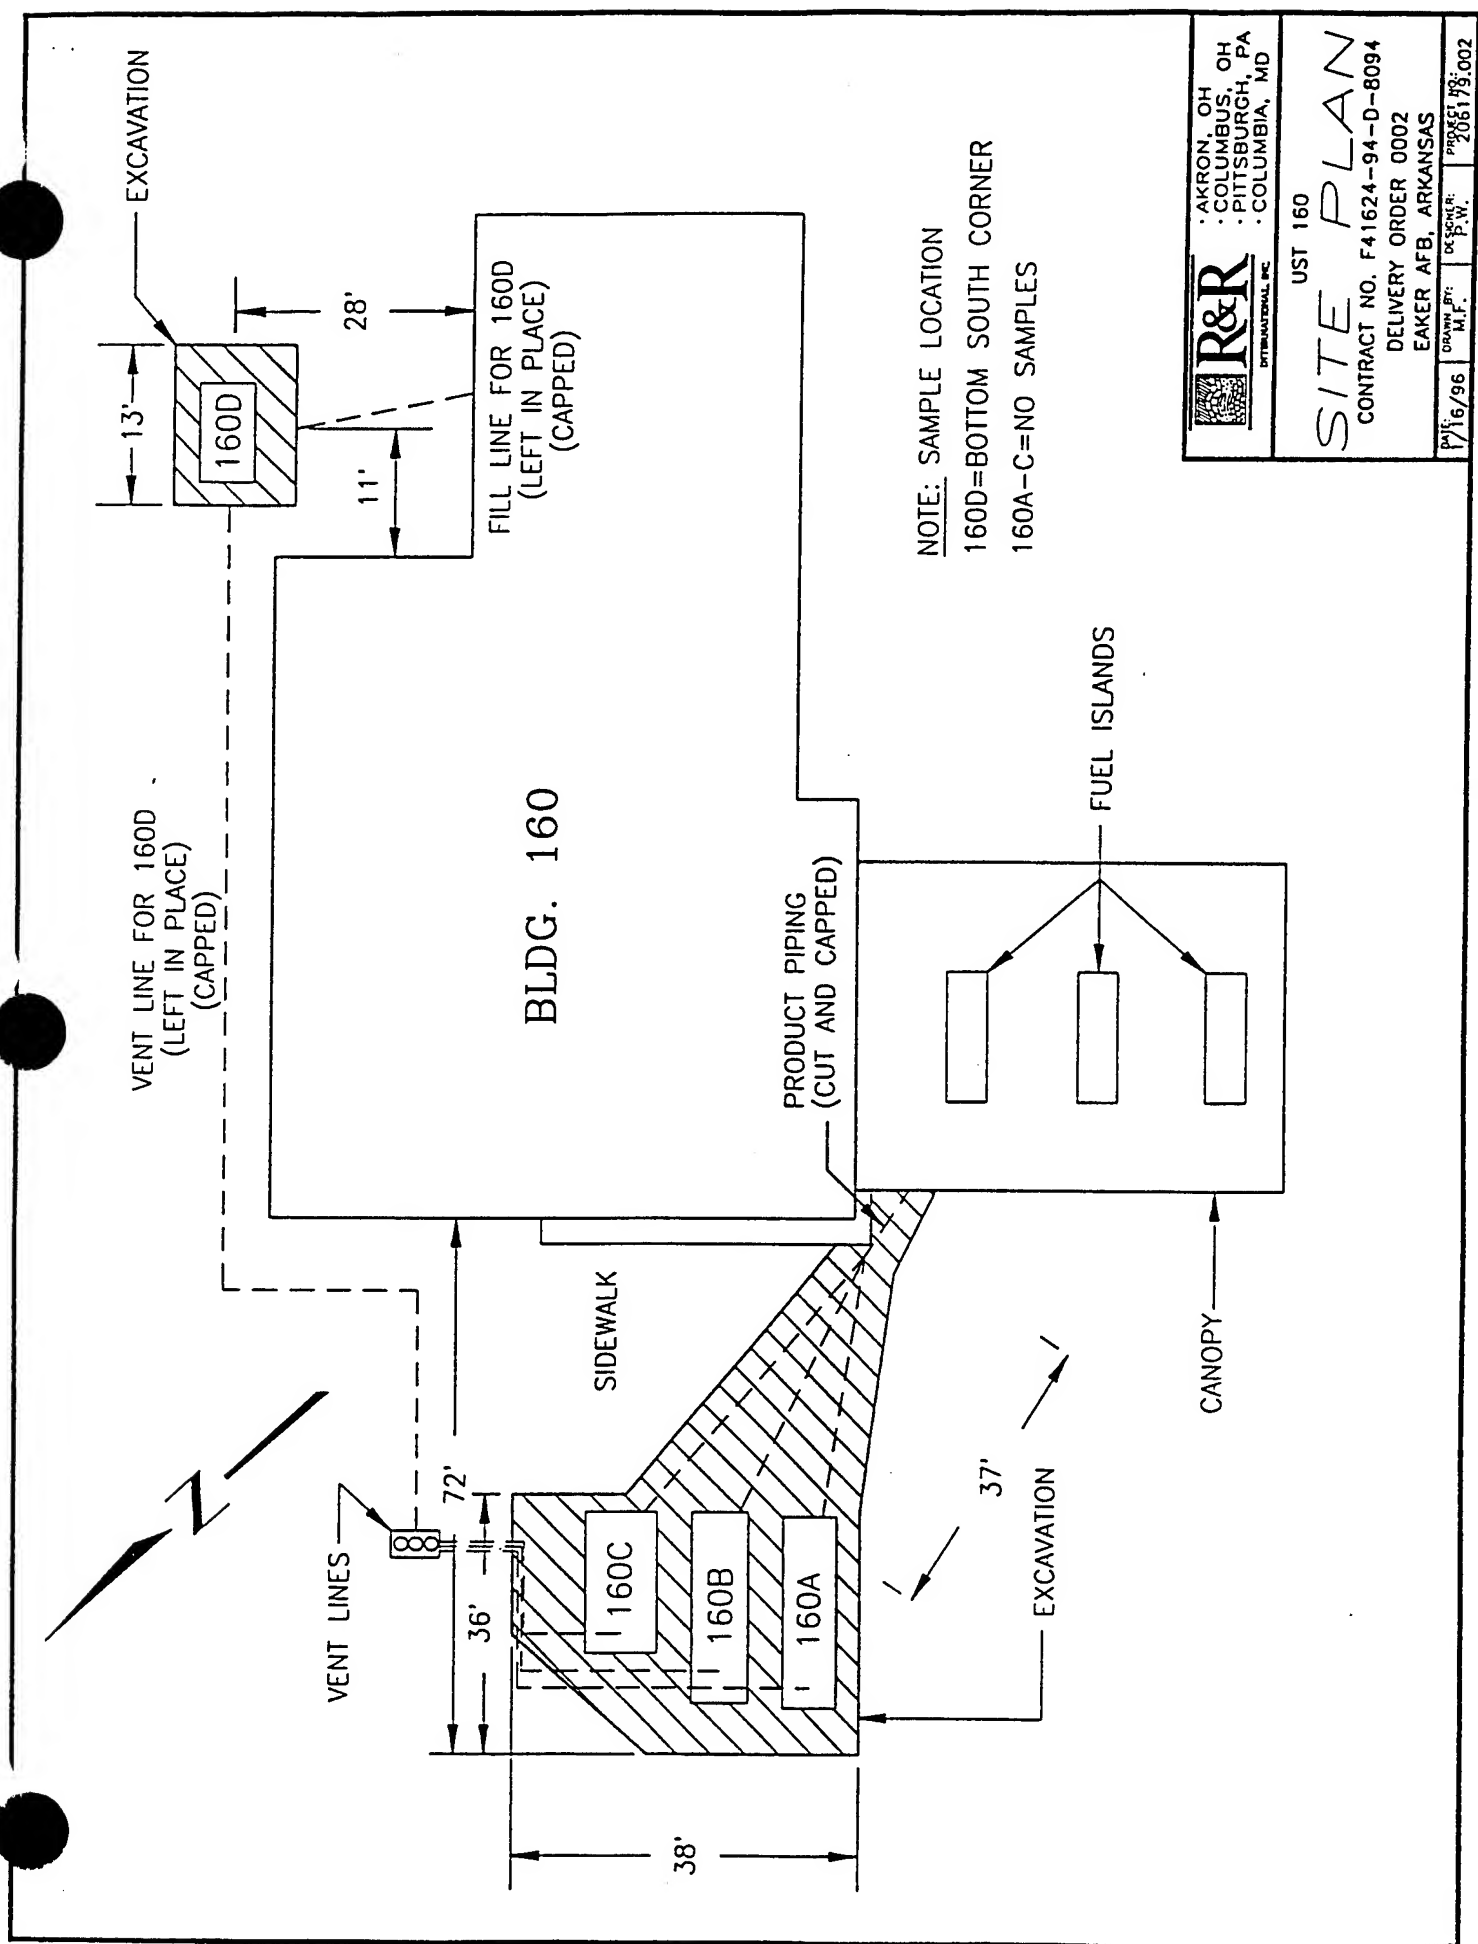 EXCAVATION
13'
160D
28'
11'
FILL LINE FOR 160D
(LEFT IN PLACE)
(CAPPED)
VENT LINE FOR 160D
(LEFT IN PLACE)
(CAPPED)
BLDG. 160
PRODUCT PIPING
(CUT AND CAPPED)
FUEL ISLANDS
CANOPY
SIDEWALK
N
VENT LINES
72'
36'
38'
37'
160C
160B
160A
EXCAVATION
NOTE: SAMPLE LOCATION
160D=BOTTOM SOUTH CORNER
160A-C=NO SAMPLES
R&R
INTERNATIONAL INC
· AKRON, OH
· COLUMBUS, OH
· PITTSBURGH, PA
· COLUMBIA, MD
UST 160
SITE PLAN
CONTRACT NO. F41624-94-D-8094
DELIVERY ORDER 0002
EAKER AFB, ARKANSAS
DATE: 1/16/96
DRAWN BY: M.F.
DESIGNER: P.W.
PROJECT NO.: 206179.002